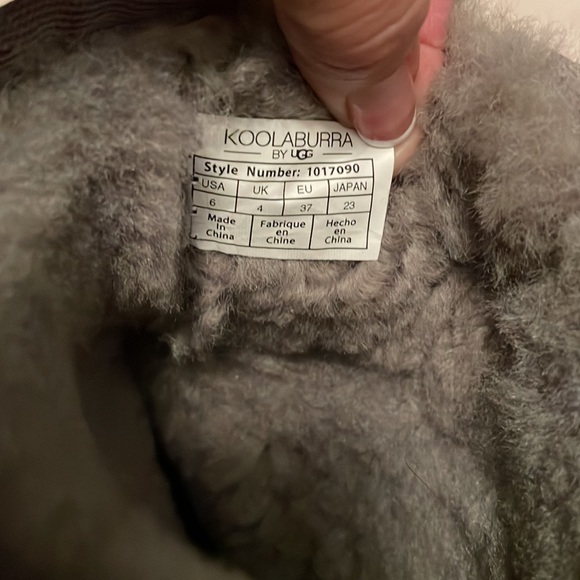 KOOLABURRA
BY UGG
Style Number: 1017090
USA UK EU JAPAN
6 4 37 23
Made in China Fabrique en Chine Hecho en China